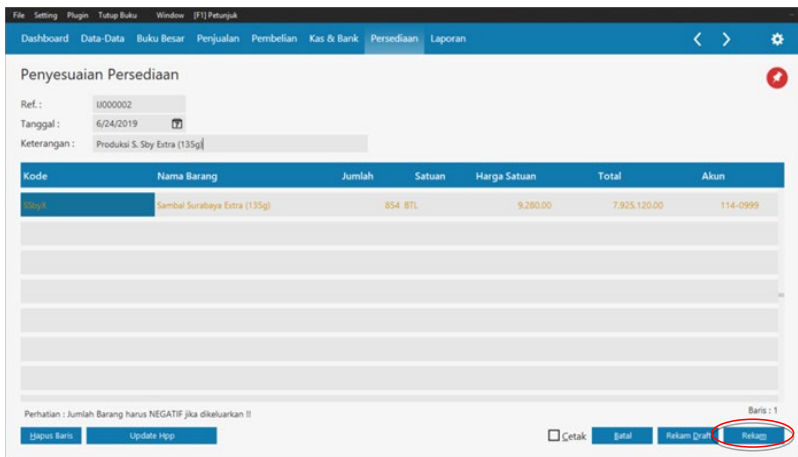 File Setting Plugin Tutup Buku Window [F1] Petunjuk
Dashboard Data-Data Buku Besar Penjualan Pembelian Kas & Bank Persediaan Laporan
Penyesuaian Persediaan
Ref. : IJ000002
Tanggal : 6/24/2019
Keterangan : Produksi S. Sby Extra (135g)
Kode Nama Barang Jumlah Satuan Harga Satuan Total Akun
SSbyX Sambal Surabaya Extra (135g) 854 BTL 9.280.00 7.925.120.00 114-0999
Perhatian : Jumlah Barang harus NEGATIF jika dikeluarkan !! Baris : 1
Hapus Baris Update Hpp Cetak Batal Rekam Draft Rekam